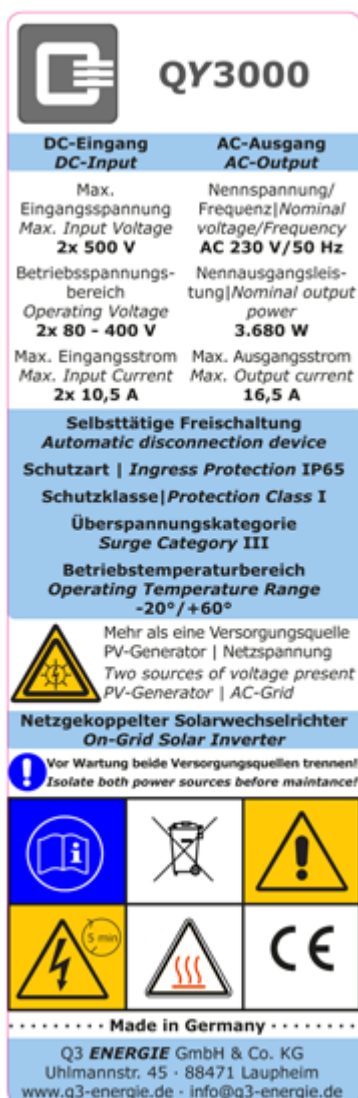 QY3000
DC-Eingang
DC-Input
AC-Ausgang
AC-Output
Max.
Eingangsspannung
Max. Input Voltage
2x 500 V
Nennspannung/
Frequenz|Nominal
voltage/Frequency
AC 230 V/50 Hz
Betriebsspannungs-
bereich
Operating Voltage
2x 80 - 400 V
Nennausgangsleis-
tung|Nominal output
power
3.680 W
Max. Eingangsstrom
Max. Input Current
2x 10,5 A
Max. Ausgangsstrom
Max. Output current
16,5 A
Selbsttätige Freischaltung
Automatic disconnection device
Schutzart | Ingress Protection IP65
Schutzklasse|Protection Class I
Überspannungskategorie
Surge Category III
Betriebstemperaturbereich
Operating Temperature Range
-20°/+60°
Mehr als eine Versorgungsquelle
PV-Generator | Netzspannung
Two sources of voltage present
PV-Generator | AC-Grid
Netzgekoppelter Solarwechselrichter
On-Grid Solar Inverter
Vor Wartung beide Versorgungsquellen trennen!
Isolate both power sources before maintance!
i
5 min
CE
Made in Germany
Q3 ENERGIE GmbH & Co. KG
Uhlmannstr. 45 · 88471 Laupheim
www.q3-energie.de · info@q3-energie.de